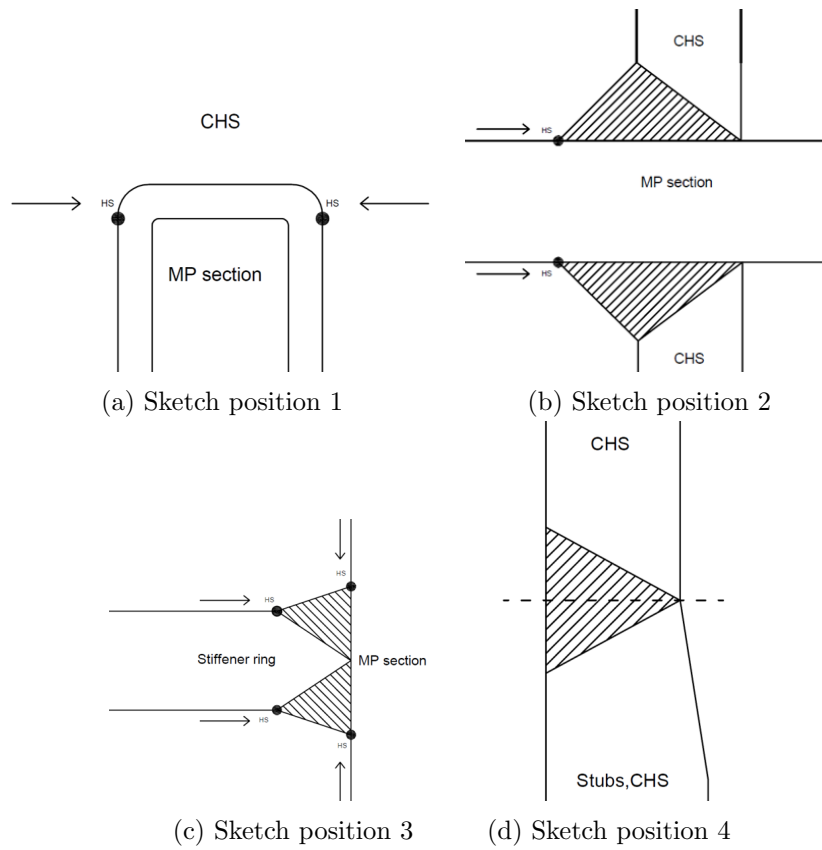 CHS
HS
HS
MP section
(a) Sketch position 1
CHS
HS
MP section
HS
CHS
(b) Sketch position 2
HS
HS
Stiffener ring
MP section
HS
HS
(c) Sketch position 3
CHS
Stubs,CHS
(d) Sketch position 4